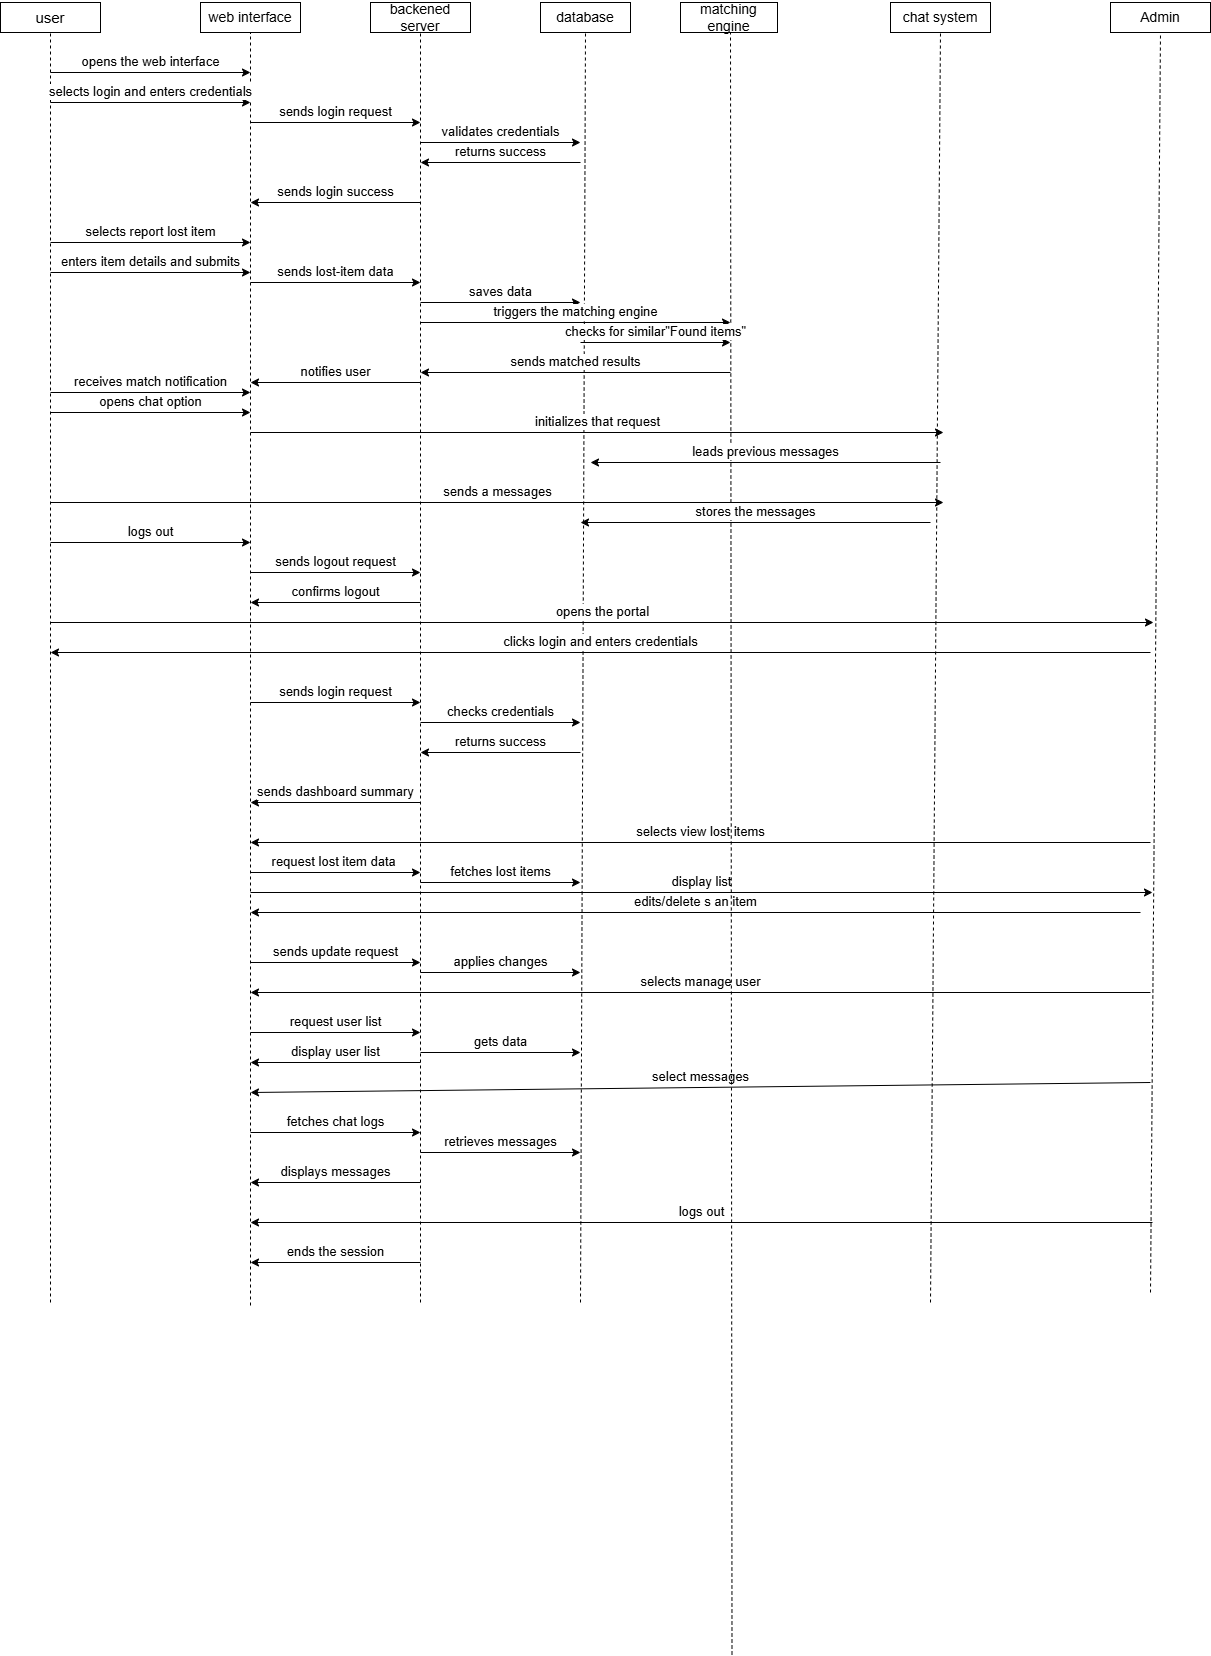 user
web interface
backened
server
database
matching
engine
chat system
Admin
opens the web interface
selects login and enters credentials
sends login request
validates credentials
returns success
sends login success
selects report lost item
enters item details and submits
sends lost-item data
saves data
triggers the matching engine
checks for similar"Found items"
sends matched results
notifies user
receives match notification
opens chat option
initializes that request
leads previous messages
sends a messages
stores the messages
logs out
sends logout request
confirms logout
opens the portal
clicks login and enters credentials
sends login request
checks credentials
returns success
sends dashboard summary
selects view lost items
request lost item data
fetches lost items
display list
edits/delete s an item
sends update request
applies changes
selects manage user
request user list
gets data
display user list
select messages
fetches chat logs
retrieves messages
displays messages
logs out
ends the session